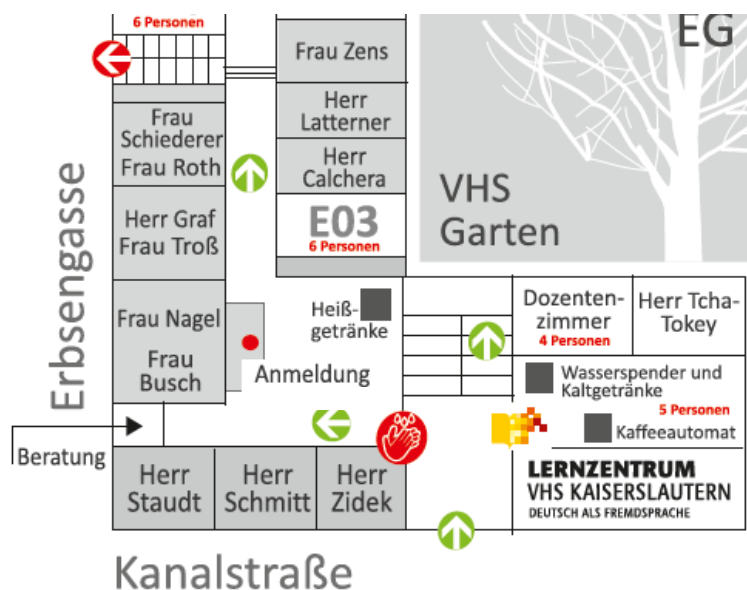 6 Personen
EG
Frau Zens
Herr
Latterner
Herr
Calchera
E03
6 Personen
Frau
Schiederer
Frau Roth
Herr Graf
Frau Troß
Frau Nagel
Frau
Busch
Erbsengasse
VHS
Garten
Heiß-
getränke
Anmeldung
Dozenten-
zimmer
4 Personen
Herr Tcha-
Tokey
Wasserspender und
Kaltgetränke
5 Personen
Kaffeeautomat
Beratung
Herr
Staudt
Herr
Schmitt
Herr
Zidek
LERNZENTRUM
VHS KAISERSLAUTERN
DEUTSCH ALS FREMDSPRACHE
Kanalstraße